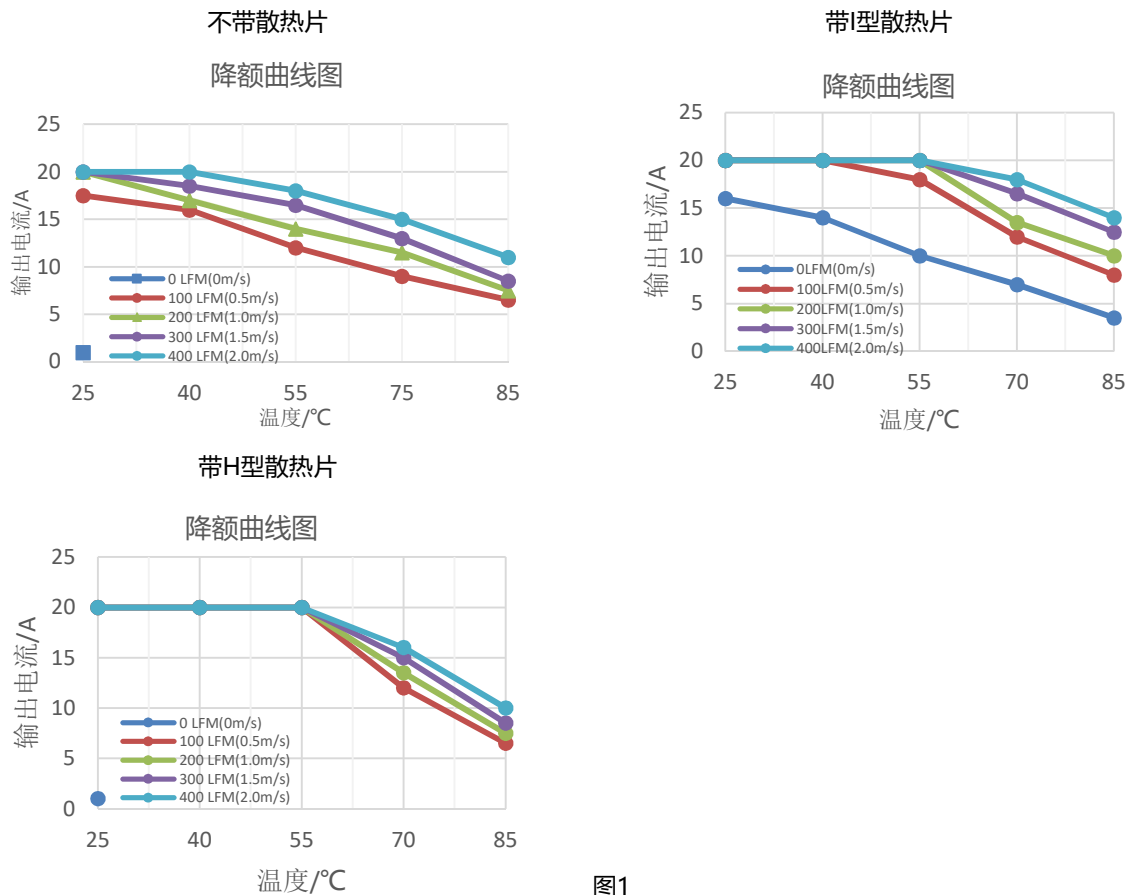 不带散热片
降额曲线图
输出电流/A
25
20
15
10
5
0
0 LFM(0m/s)
100 LFM(0.5m/s)
200 LFM(1.0m/s)
300 LFM(1.5m/s)
400 LFM(2.0m/s)
25 40 55 75 85
温度/℃
带I型散热片
降额曲线图
输出电流/A
25
20
15
10
5
0
0LFM(0m/s)
100LFM(0.5m/s)
200LFM(1.0m/s)
300LFM(1.5m/s)
400LFM(2.0m/s)
25 40 55 70 85
温度/℃
带H型散热片
降额曲线图
输出电流/A
25
20
15
10
5
0
0 LFM(0m/s)
100 LFM(0.5m/s)
200 LFM(1.0m/s)
300 LFM(1.5m/s)
400 LFM(2.0m/s)
25 40 55 70 85
温度/℃
图1